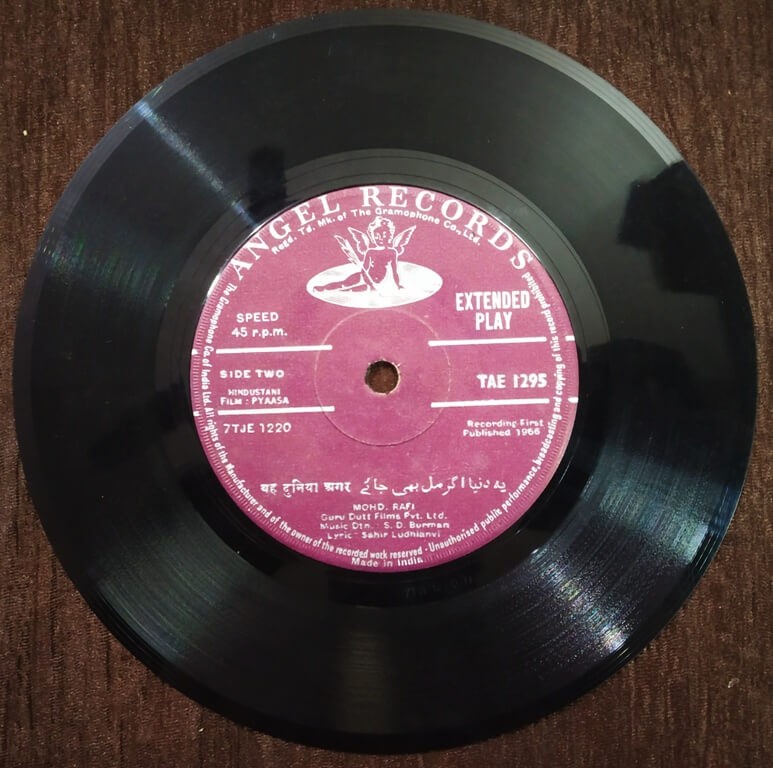 ANGEL RECORDS
Regd. Td. Mk. of The Gramophone Co., Ltd.
EXTENDED
PLAY
SPEED
45 r.p.m.
SIDE TWO
HINDUSTANI
FILM : PYAASA
TAE 1295
7TJE 1220
Recording First
Published 1966
यह दुनिया अगर یہ دنیا اگر مل بھی جائے
MOHD. RAFI
Guru Dutt Films Pvt. Ltd.
Music Dtn. : S. D. Burman
Lyric : Sahir Ludhianvi
The Gramophone Co. of India Ltd. All rights of the Manufacturer and of the owner of the recorded work reserved - Unauthorised public performance, broadcasting and copying of this record prohibited
Made in India